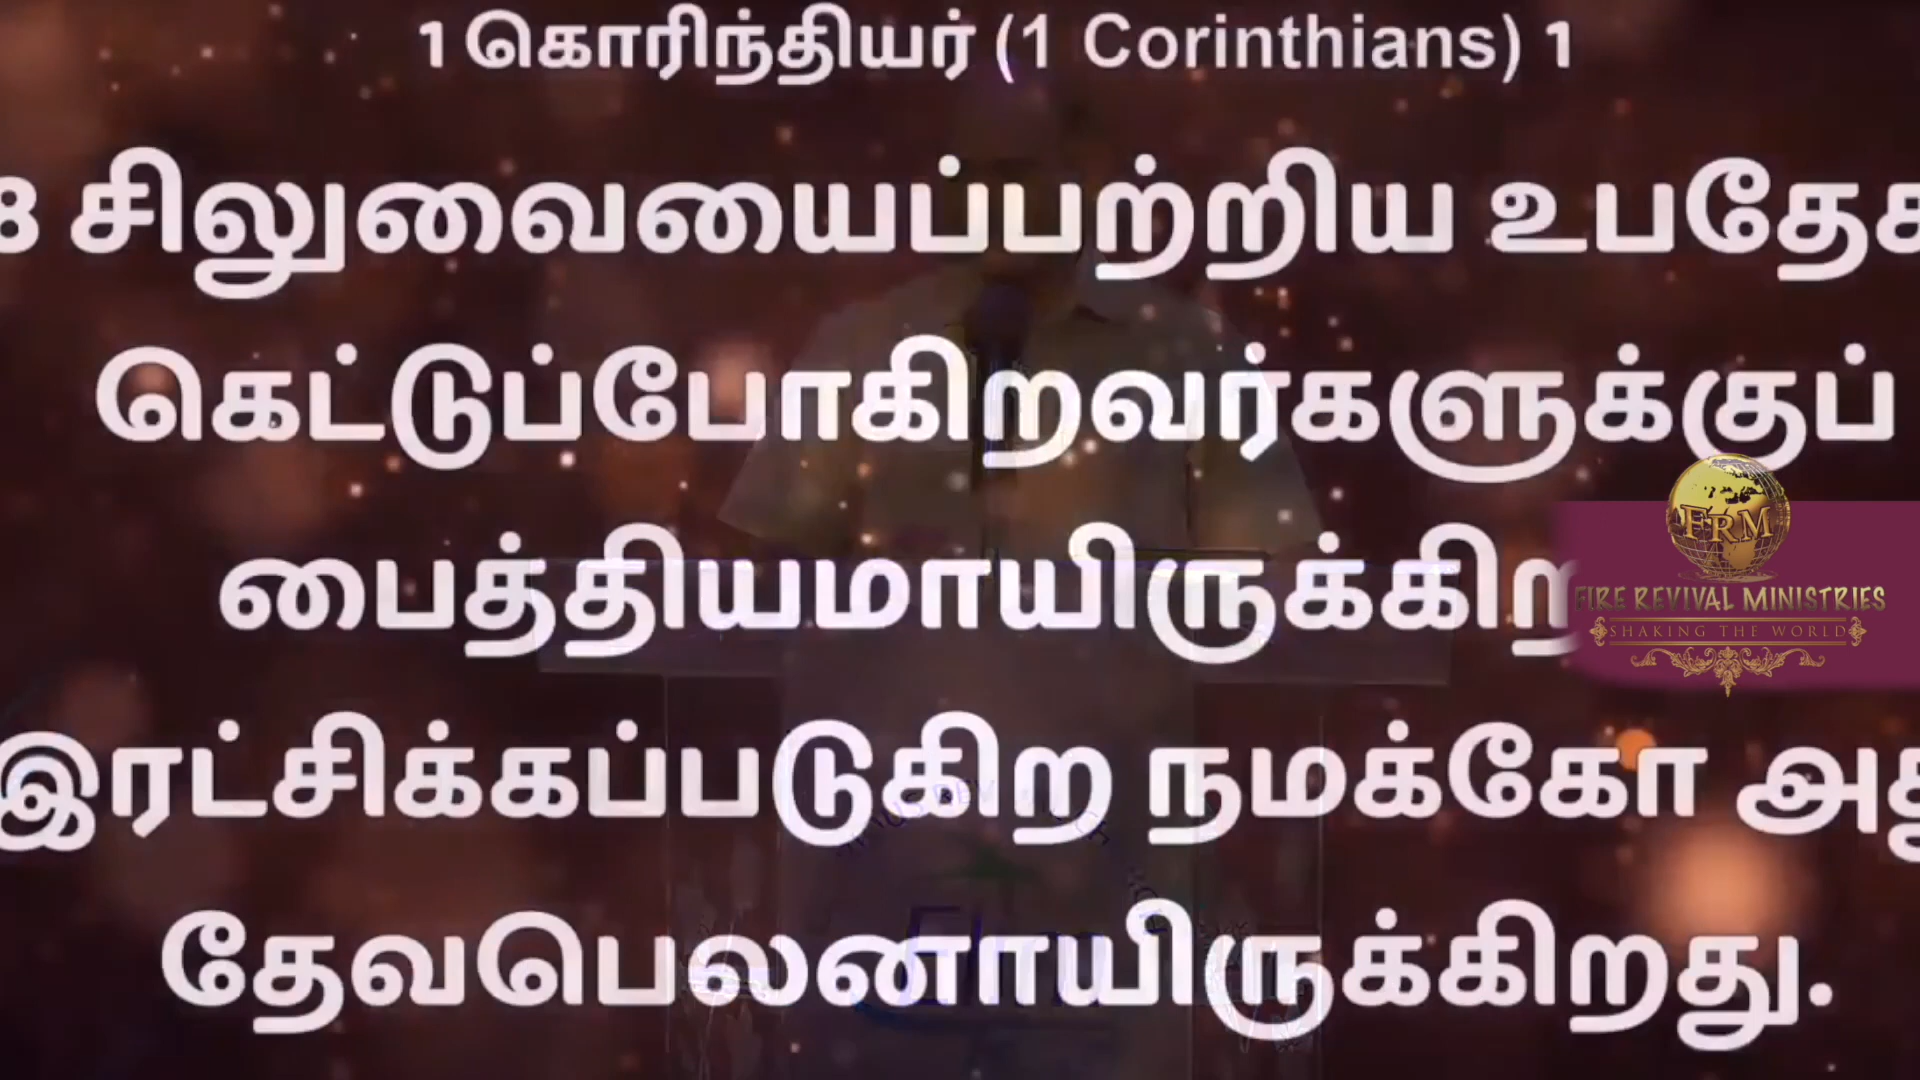 1 கொரிந்தியர் (1 Corinthians) 1
8 சிலுவையைப்பற்றிய
கெட்டுப்போகிறவர்களுக்குப்
பைத்தியமாயிருக்கிற
இரட்சிக்கப்படுகிற நமக்கோ
தேவபெலனாயிருக்கிறது.
FRM
FIRE REVIVAL MINISTRIES
SHAKING THE WORLD